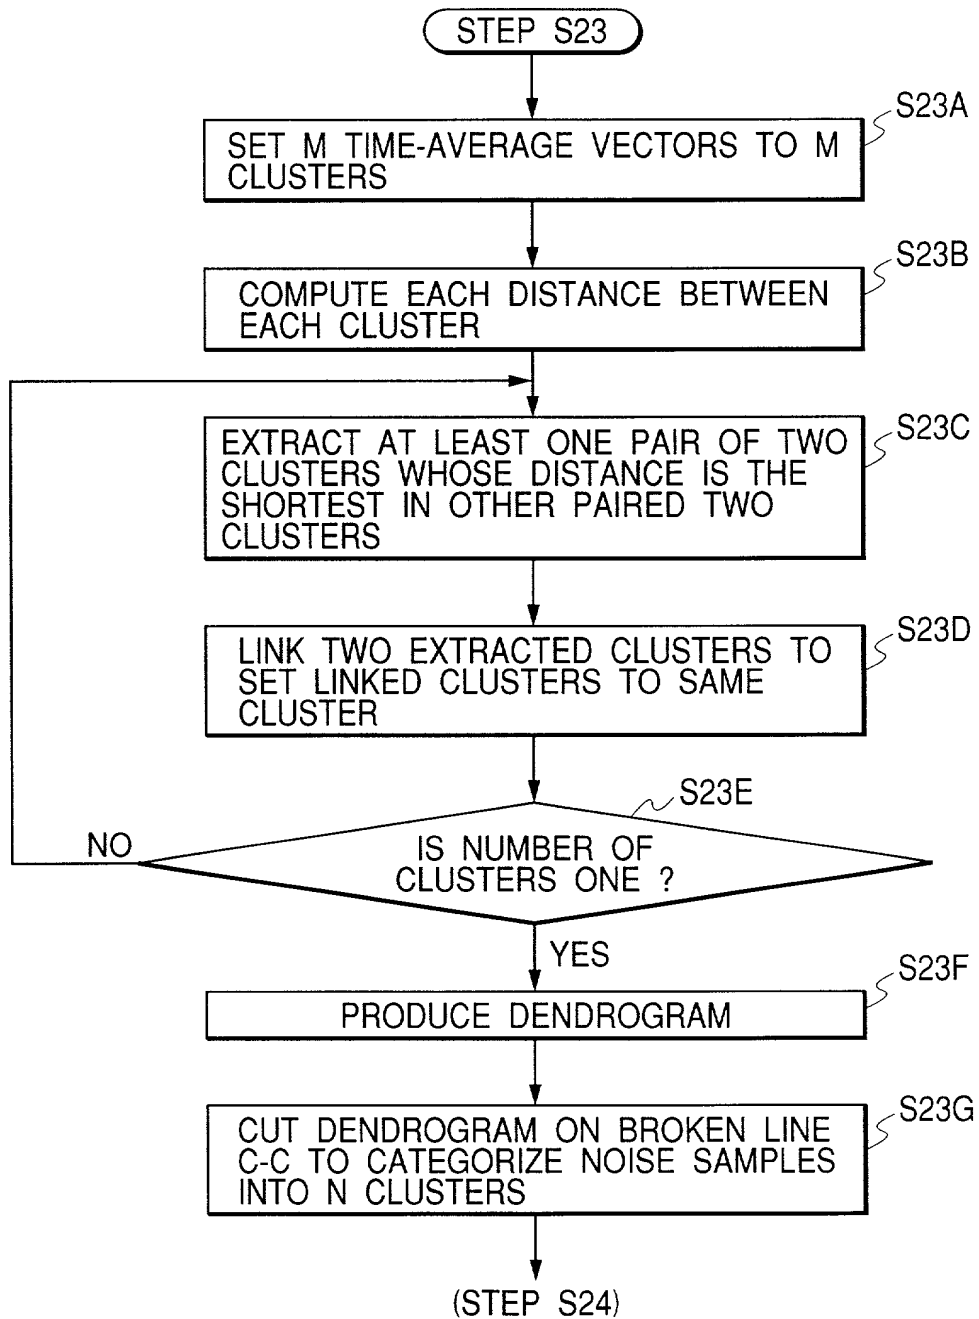 STEP S23
S23A
SET M TIME-AVERAGE VECTORS TO M
CLUSTERS
S23B
COMPUTE EACH DISTANCE BETWEEN
EACH CLUSTER
S23C
EXTRACT AT LEAST ONE PAIR OF TWO
CLUSTERS WHOSE DISTANCE IS THE
SHORTEST IN OTHER PAIRED TWO
CLUSTERS
S23D
LINK TWO EXTRACTED CLUSTERS TO
SET LINKED CLUSTERS TO SAME
CLUSTER
S23E
NO
IS NUMBER OF
CLUSTERS ONE ?
YES
S23F
PRODUCE DENDROGRAM
S23G
CUT DENDROGRAM ON BROKEN LINE
C-C TO CATEGORIZE NOISE SAMPLES
INTO N CLUSTERS
(STEP S24)